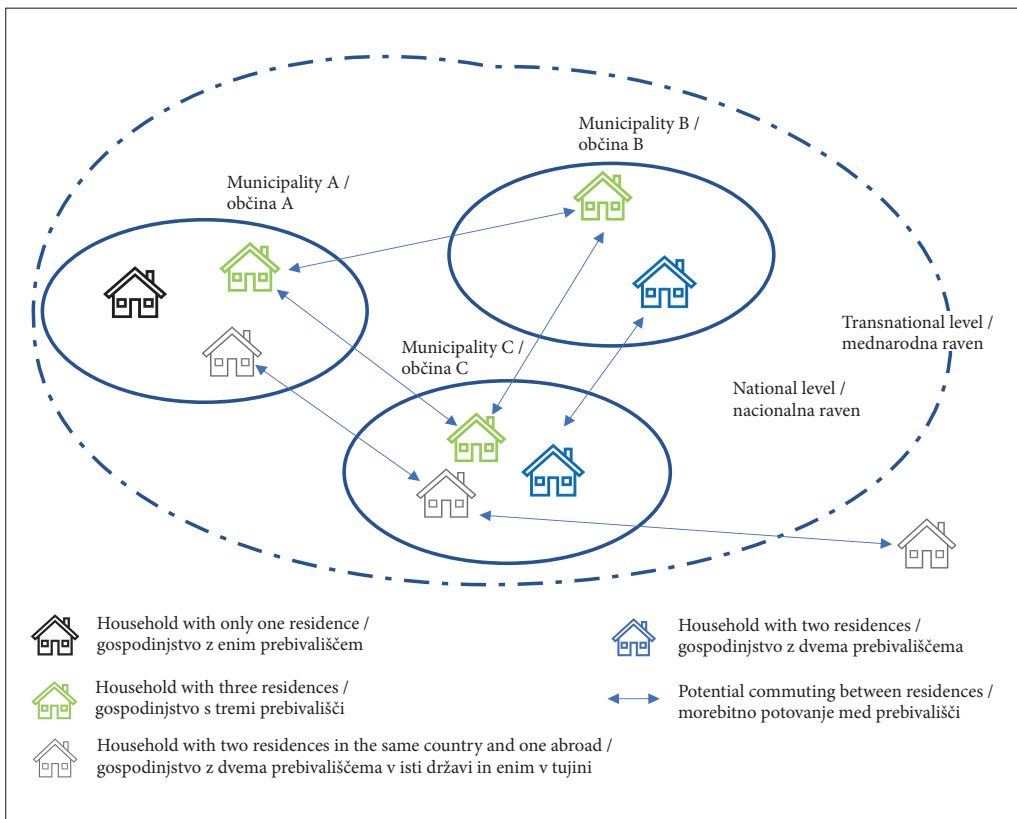 Municipality B /
občina B
Municipality A /
občina A
Transnational level /
mednarodna raven
Municipality C /
občina C
National level /
nacionalna raven
Household with only one residence /
gospodinjstvo z enim prebivališčem
Household with two residences /
gospodinjstvo z dvema prebivališčema
Household with three residences /
gospodinjstvo s tremi prebivališči
Potential commuting between residences /
morebitno potovanje med prebivališči
Household with two residences in the same country and one abroad /
gospodinjstvo z dvema prebivališčema v isti državi in enim v tujini